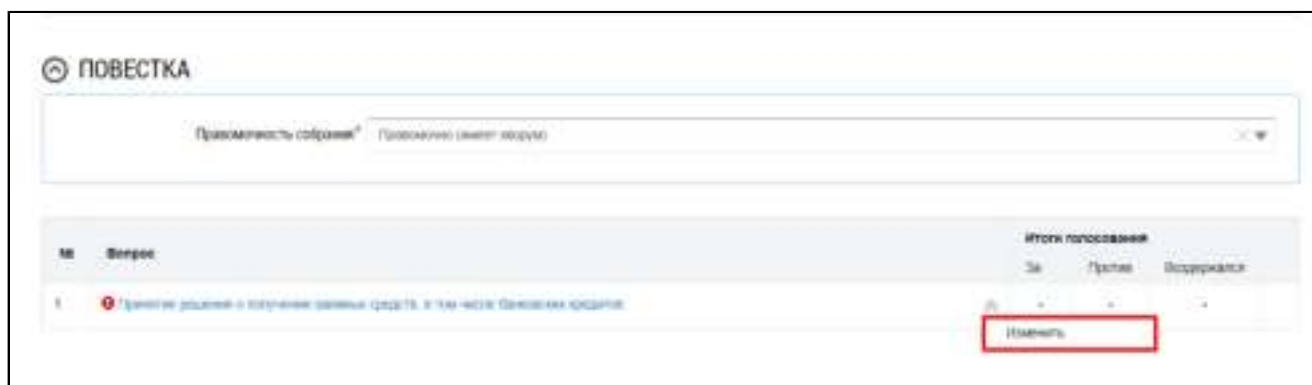 ПОВЕСТКА
Правомочность собрания* Правомочно (имеет кворум)
Итоги голосования
№ Вопрос
За Против Воздержался
1 Принятие решения о получении заемных средств, в том числе банковских кредитов - - -
Изменить